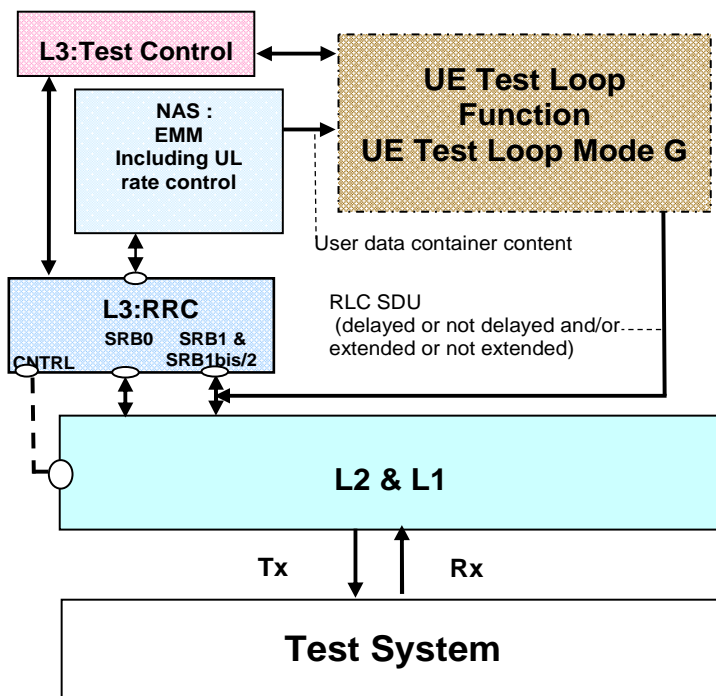 L3:Test Control
UE Test Loop
Function
UE Test Loop Mode G
NAS :
EMM
Including UL
rate control
User data container content
RLC SDU
(delayed or not delayed and/or
extended or not extended)
L3:RRC
SRB0
SRB1 &
SRB1bis/2
CNTRL
L2 & L1
Tx
Rx
Test System